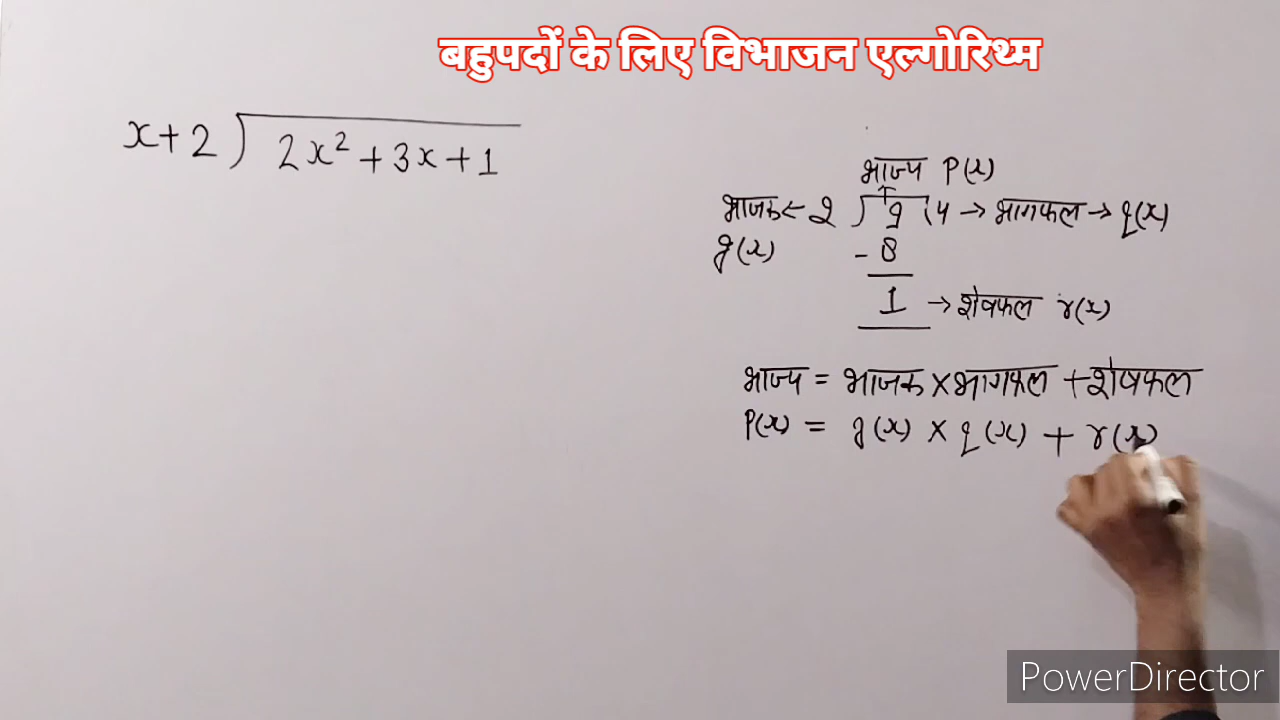 बहुपदों के लिए विभाजन एल्गोरिथ्म
x+2 ) 2x² + 3x + 1
भाज्य P(x)
↑
भाजक ← 2 ) 9 ( 4 → भागफल → q(x)
g(x) - 8
1 → शेषफल r(x)
भाज्य = भाजक × भागफल + शेषफल
P(x) = g(x) × q(x) + r(x)
PowerDirector